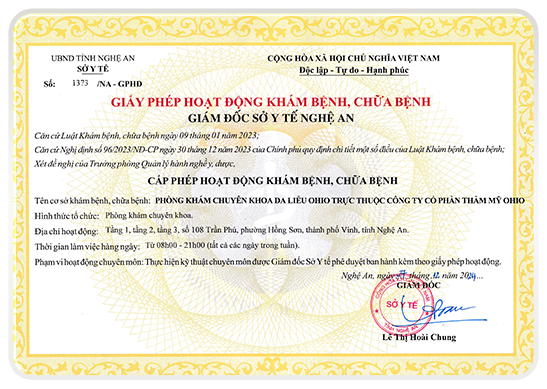 UBND TỈNH NGHỆ AN
SỞ Y TẾ
Số: 1373 /NA - GPHĐ
CỘNG HÒA XÃ HỘI CHỦ NGHĨA VIỆT NAM
Độc lập - Tự do - Hạnh phúc
GIẤY PHÉP HOẠT ĐỘNG KHÁM BỆNH, CHỮA BỆNH
GIÁM ĐỐC SỞ Y TẾ NGHỆ AN
Căn cứ Luật Khám bệnh, chữa bệnh ngày 09 tháng 01 năm 2023;
Căn cứ Nghị định số 96/2023/NĐ-CP ngày 30 tháng 12 năm 2023 của Chính phủ quy định chi tiết một số điều của Luật Khám bệnh, chữa bệnh;
Xét đề nghị của Trưởng phòng Quản lý hành nghề y, dược,
CẤP PHÉP HOẠT ĐỘNG KHÁM BỆNH, CHỮA BỆNH
Tên cơ sở khám bệnh, chữa bệnh: PHÒNG KHÁM CHUYÊN KHOA DA LIỄU OHIO TRỰC THUỘC CÔNG TY CỔ PHẦN THẨM MỸ OHIO
Hình thức tổ chức: Phòng khám chuyên khoa.
Địa chỉ hoạt động: Tầng 1, tầng 2, tầng 3, số 108 Trần Phú, phường Hồng Sơn, thành phố Vinh, tỉnh Nghệ An.
Thời gian làm việc hàng ngày: Từ 08h00 - 21h00 (tất cả các ngày trong tuần).
Phạm vi hoạt động chuyên môn: Thực hiện kỹ thuật chuyên môn được Giám đốc Sở Y tế phê duyệt ban hành kèm theo giấy phép hoạt động.
Nghệ An, ngày tháng 12 năm 2024
GIÁM ĐỐC
SỞ Y TẾ
TỈNH NGHỆ AN
Lê Thị Hoài Chung